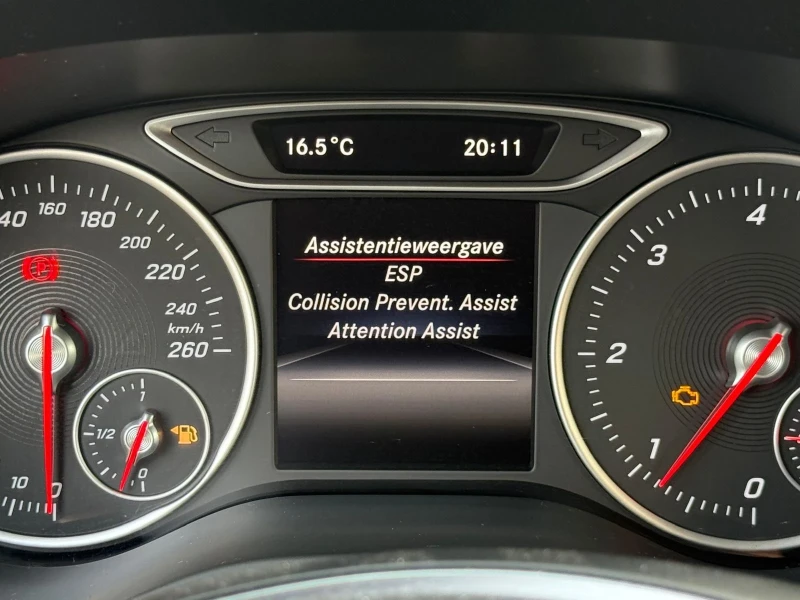 16.5°C 20:11
40
160
180
200
220
240
km/h
260
10
0
1
1/2
0
P
Assistentieweergave
ESP
Collision Prevent. Assist
Attention Assist
4
3
2
1
0